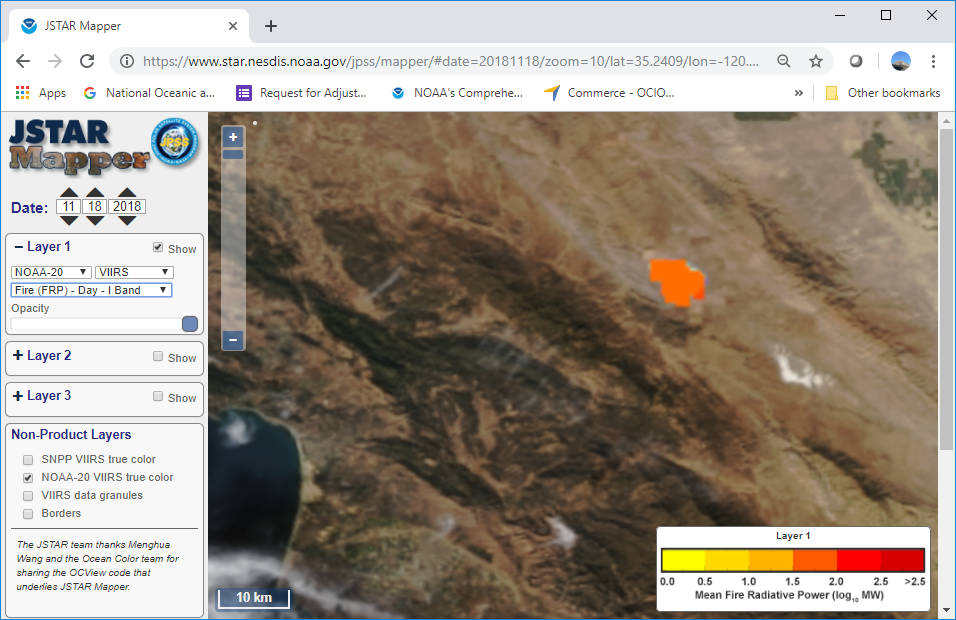 JSTAR Mapper
https://www.star.nesdis.noaa.gov/jpss/mapper/#date=20181118/zoom=10/lat=35.2409/lon=-120....
Apps National Oceanic a... Request for Adjust... NOAA's Comprehe... Commerce - OCIO... » Other bookmarks
JSTAR
Mapper
JPSS
Date: 11 18 2018
Layer 1 Show
NOAA-20 VIIRS
Fire (FRP) - Day - I Band
Opacity
Layer 2 Show
Layer 3 Show
Non-Product Layers
SNPP VIIRS true color
NOAA-20 VIIRS true color
VIIRS data granules
Borders
The JSTAR team thanks Menghua
Wang and the Ocean Color team for
sharing the OCView code that
underlies JSTAR Mapper.
10 km
Layer 1
0.0 0.5 1.0 1.5 2.0 2.5 >2.5
Mean Fire Radiative Power (log10 MW)